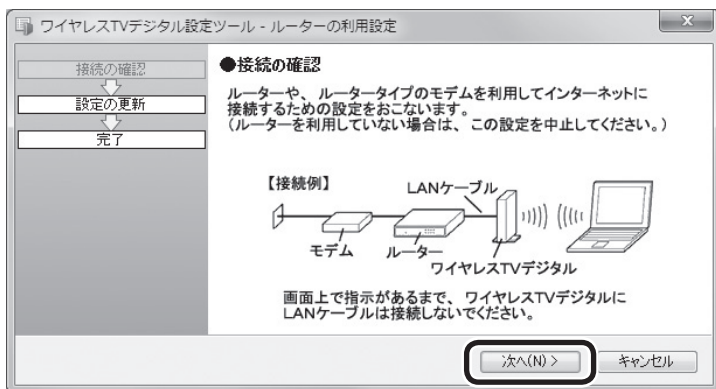 ワイヤレスTVデジタル設定ツール - ルーターの利用設定
接続の確認
設定の更新
完了
●接続の確認
ルーターや、ルータータイプのモデムを利用してインターネットに
接続するための設定をおこないます。
(ルーターを利用していない場合は、この設定を中止してください。)
【接続例】
LANケーブル
モデム
ルーター
ワイヤレスTVデジタル
画面上で指示があるまで、ワイヤレスTVデジタルに
LANケーブルは接続しないでください。
次へ(N) >
キャンセル